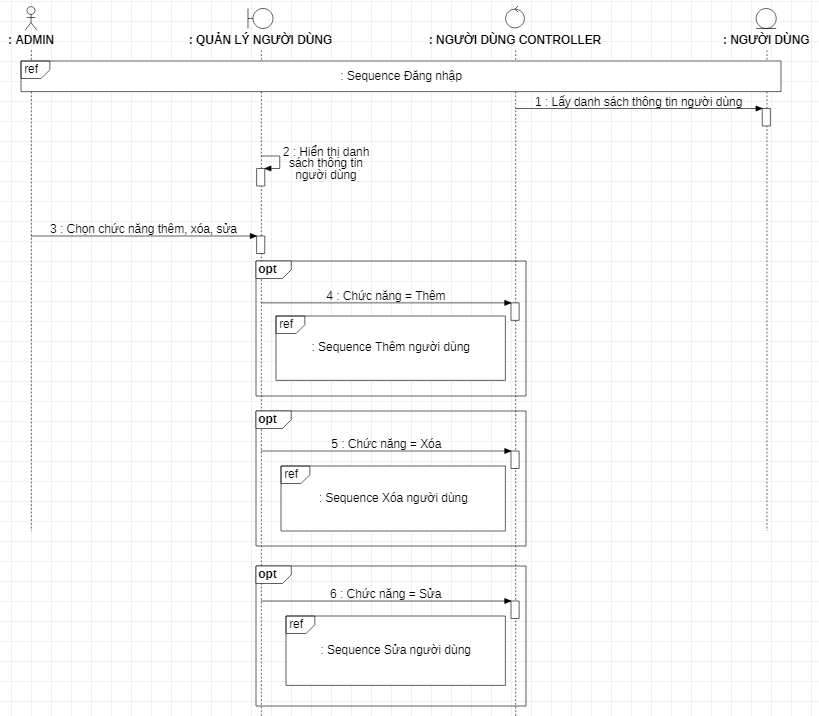 : ADMIN
: QUẢN LÝ NGƯỜI DÙNG
: NGƯỜI DÙNG CONTROLLER
: NGƯỜI DÙNG
ref
: Sequence Đăng nhập
1 : Lấy danh sách thông tin người dùng
2 : Hiển thị danh
sách thông tin
người dùng
3 : Chọn chức năng thêm, xóa, sửa
opt
4 : Chức năng = Thêm
ref
: Sequence Thêm người dùng
opt
5 : Chức năng = Xóa
ref
: Sequence Xóa người dùng
opt
6 : Chức năng = Sửa
ref
: Sequence Sửa người dùng